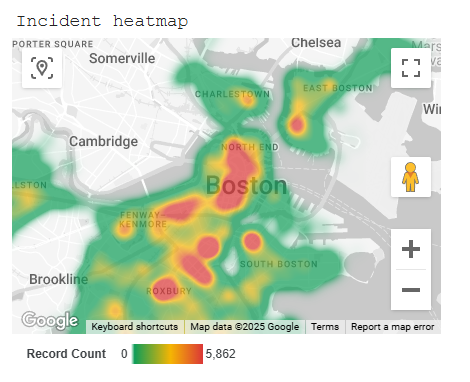 Incident heatmap
PORTER SQUARE
Somerville
Chelsea
CHARLESTOWN
EAST BOSTON
Cambridge
NORTH END
Boston
LSTON
FENWAY-
KENMORE
Brookline
SOUTH BOSTON
ROXBURY
Google
Keyboard shortcuts
Map data ©2025 Google
Terms
Report a map error
Record Count 0 5,862